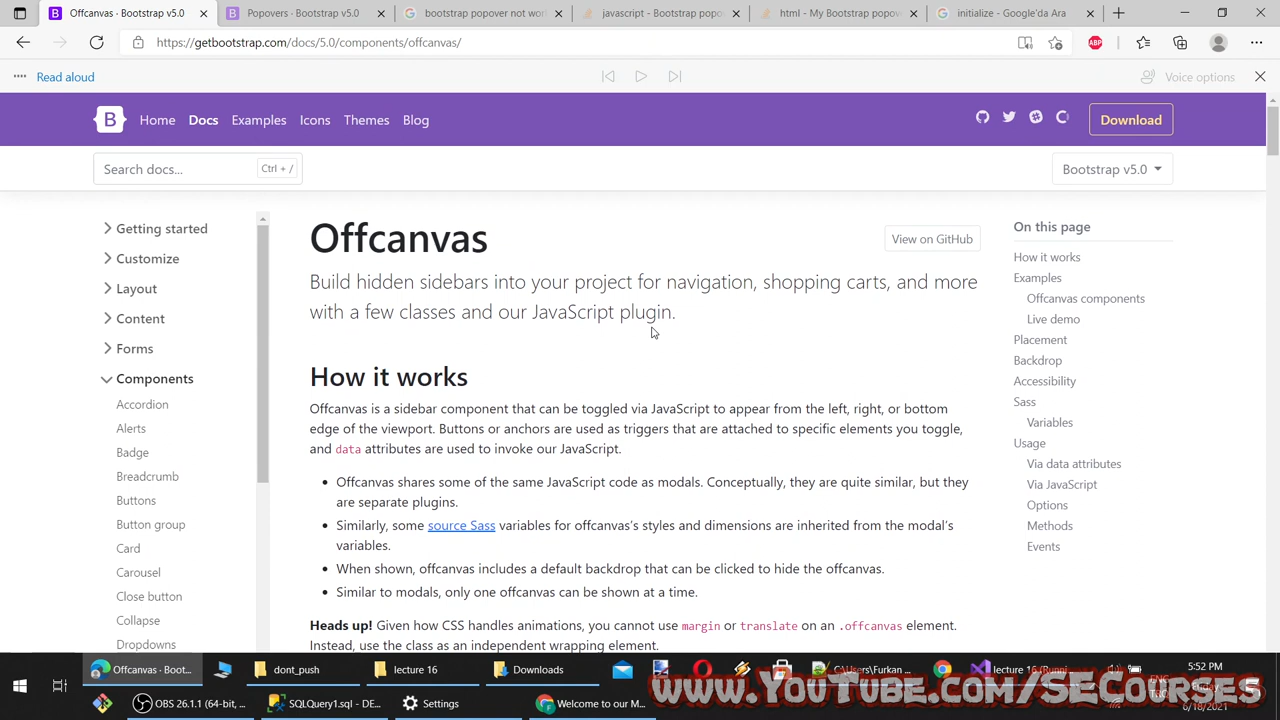 Offcanvas · Bootstrap v5.0
Popovers · Bootstrap v5.0
bootstrap popover not wor
javascript - Bootstrap popo
html - My Bootstrap popov
initialize - Google'da Ara
https://getbootstrap.com/docs/5.0/components/offcanvas/
ABP
Read aloud
Voice options
B
Home
Docs
Examples
Icons
Themes
Blog
Download
Search docs...
Ctrl + /
Bootstrap v5.0
Getting started
Customize
Layout
Content
Forms
Components
Accordion
Alerts
Badge
Breadcrumb
Buttons
Button group
Card
Carousel
Close button
Collapse
Dropdowns
Offcanvas
View on GitHub
Build hidden sidebars into your project for navigation, shopping carts, and more
with a few classes and our JavaScript plugin.
How it works
Offcanvas is a sidebar component that can be toggled via JavaScript to appear from the left, right, or bottom
edge of the viewport. Buttons or anchors are used as triggers that are attached to specific elements you toggle,
and data attributes are used to invoke our JavaScript.
Offcanvas shares some of the same JavaScript code as modals. Conceptually, they are quite similar, but they
are separate plugins.
Similarly, some source Sass variables for offcanvas's styles and dimensions are inherited from the modal's
variables.
When shown, offcanvas includes a default backdrop that can be clicked to hide the offcanvas.
Similar to modals, only one offcanvas can be shown at a time.
Heads up! Given how CSS handles animations, you cannot use margin or translate on an .offcanvas element.
Instead, use the class as an independent wrapping element.
On this page
How it works
Examples
Offcanvas components
Live demo
Placement
Backdrop
Accessibility
Sass
Variables
Usage
Via data attributes
Via JavaScript
Options
Methods
Events
Offcanvas · Boot...
dont_push
lecture 16
Downloads
C:\Users\Furkan ...
lecture 16 (Runni...
5:52 PM
ENG
Friday
OBS 26.1.1 (64-bit, ...
SQLQuery1.sql - DE...
Settings
Welcome to our M...
6/18/2021
www.YouTube.com/SECourses